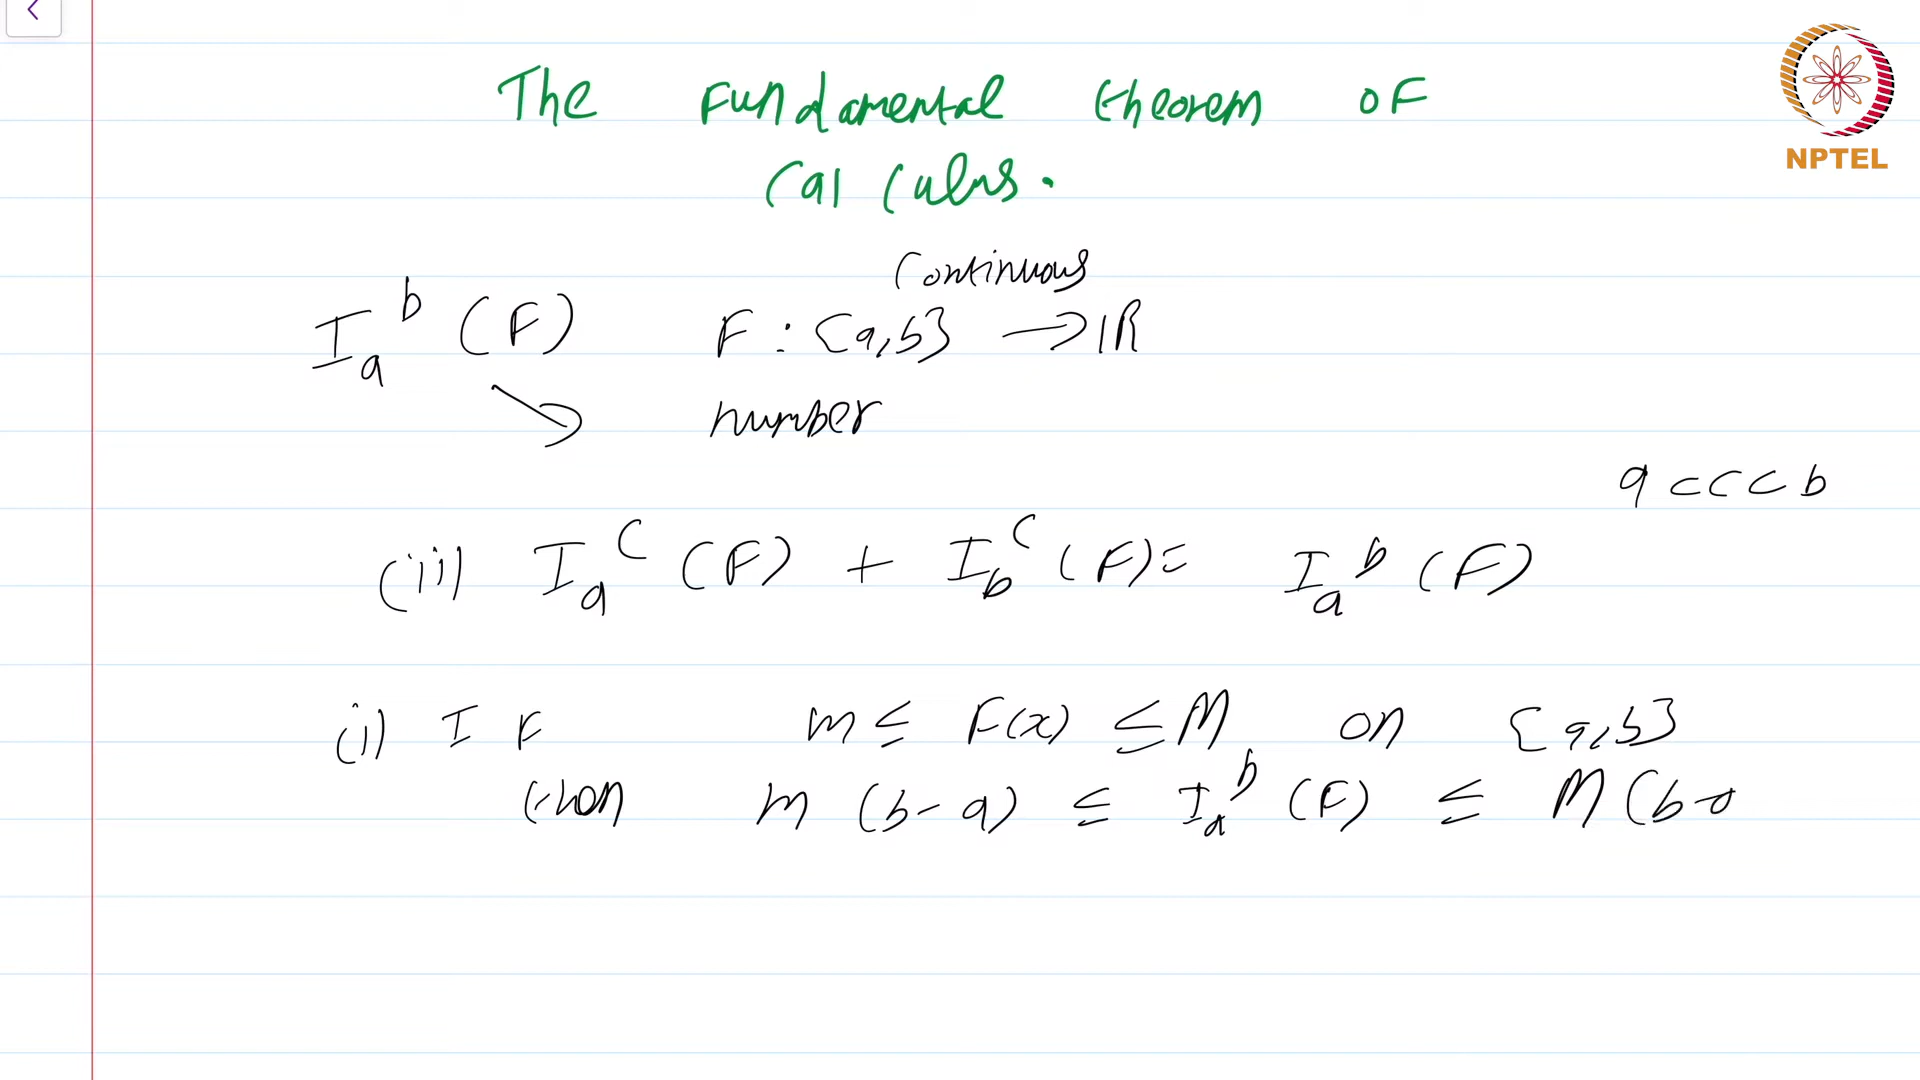 The Fundamental theorem of
Calculus.
NPTEL
continuous
I_a^b (F) F : [a,b] → ℝ
number
a < c < b
(ii) I_a^c (F) + I_b^c (F) = I_a^b (F)
(i) IF m ≤ F(x) ≤ M on [a,b]
then m (b-a) ≤ I_a^b (F) ≤ M (b-a